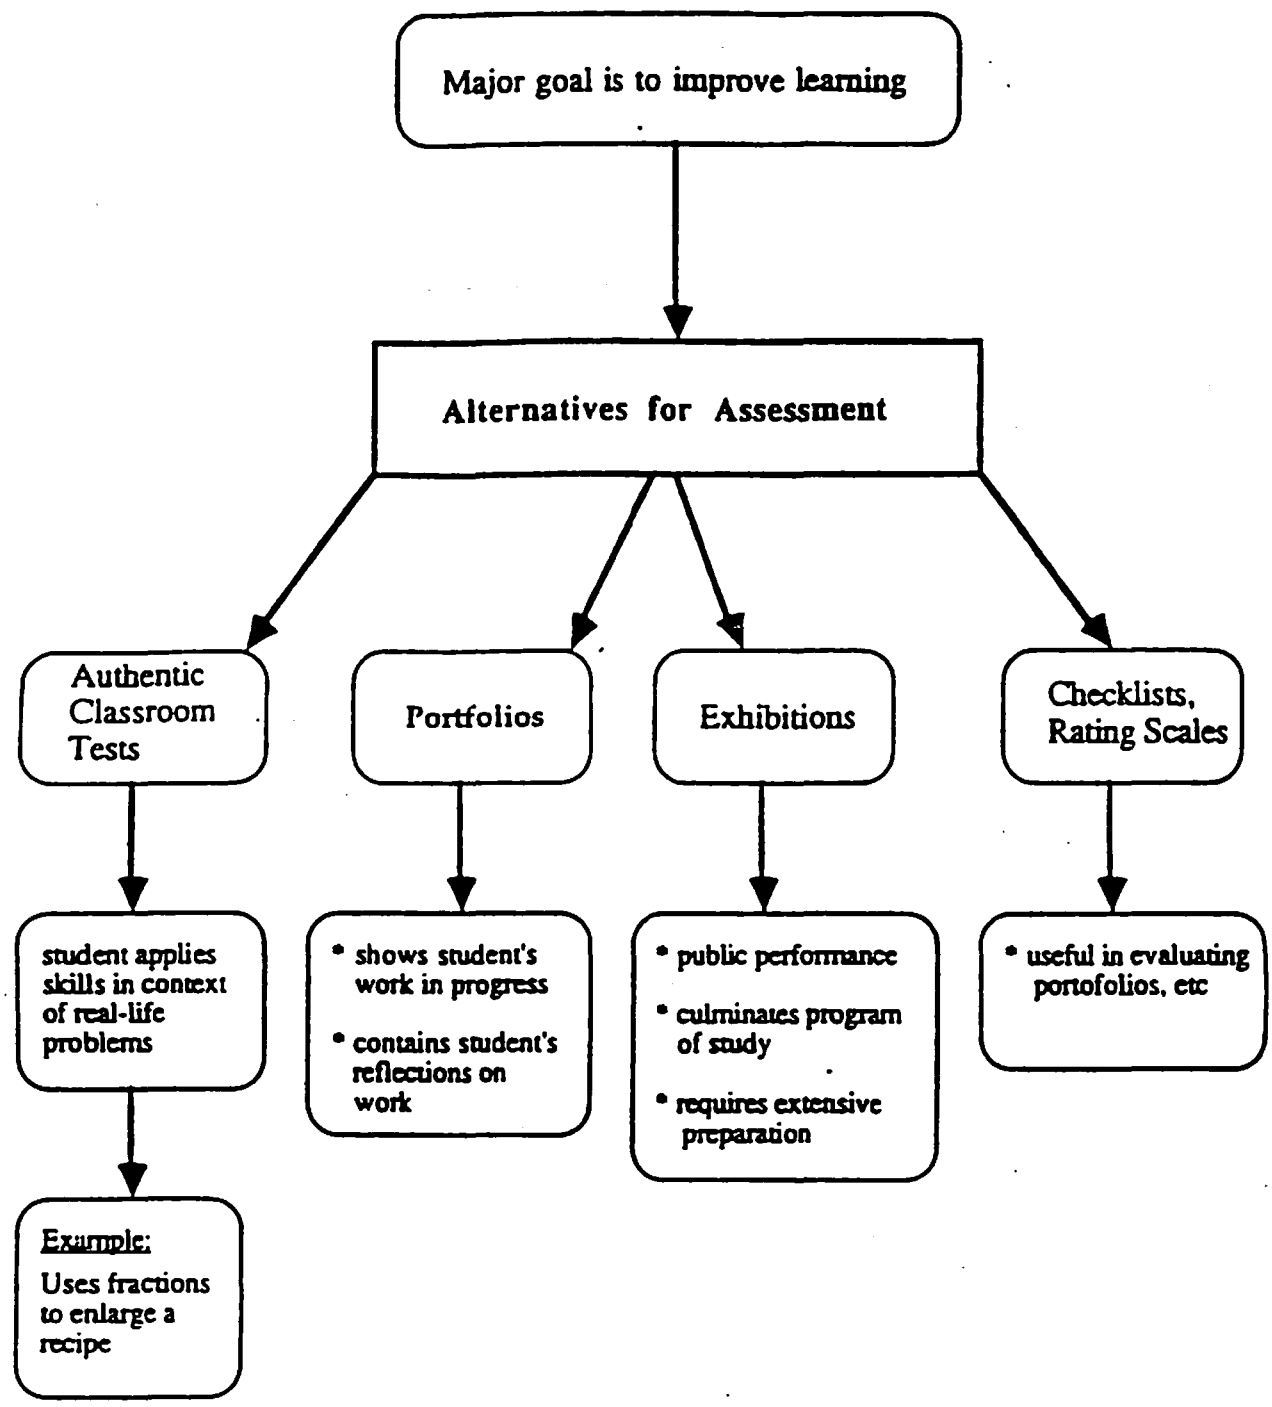 Major goal is to improve learning
Alternatives for Assessment
Authentic
Classroom
Tests
Portfolios
Exhibitions
Checklists,
Rating Scales
student applies
skills in context
of real-life
problems
* shows student's
work in progress
* contains student's
reflections on
work
* public performance
* culminates program
of study
* requires extensive
preparation
* useful in evaluating
portofolios, etc
Example:
Uses fractions
to enlarge a
recipe